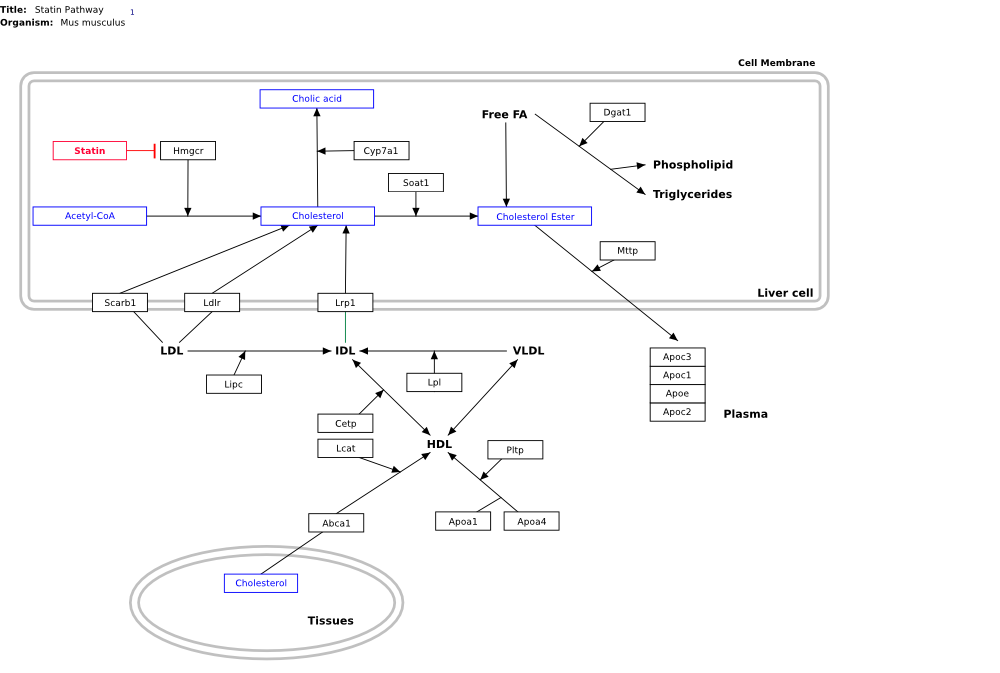 Title: Statin Pathway 1
Organism: Mus musculus
Cell Membrane
Cholic acid
Free FA
Dgat1
Statin
Hmgcr
Cyp7a1
Phospholipid
Soat1
Triglycerides
Acetyl-CoA
Cholesterol
Cholesterol Ester
Mttp
Liver cell
Scarb1
Ldlr
Lrp1
LDL
IDL
VLDL
Apoc3
Apoc1
Apoe
Apoc2
Plasma
Lipc
Lpl
Cetp
HDL
Lcat
Pltp
Abca1
Apoa1
Apoa4
Cholesterol
Tissues